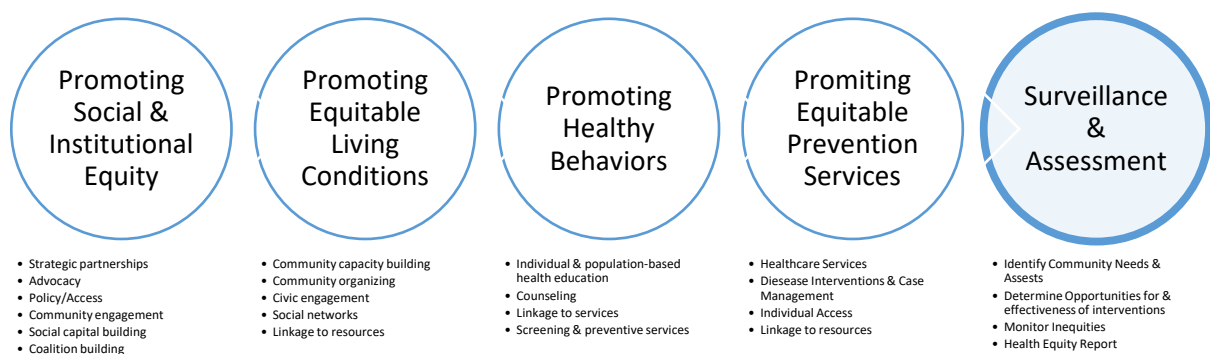 Promoting
Social &
Institutional
Equity
• Strategic partnerships
• Advocacy
• Policy/Access
• Community engagement
• Social capital building
• Coalition building
Promoting
Equitable
Living
Conditions
• Community capacity building
• Community organizing
• Civic engagement
• Social networks
• Linkage to resources
Promoting
Healthy
Behaviors
• Individual & population-based
health education
• Counseling
• Linkage to services
• Screening & preventive services
Promiting
Equitable
Prevention
Services
• Healthcare Services
• Diesease Interventions & Case
Management
• Individual Access
• Linkage to resources
Surveillance
&
Assessment
• Identify Community Needs &
Assests
• Determine Opportunities for &
effectiveness of interventions
• Monitor Inequities
• Health Equity Report